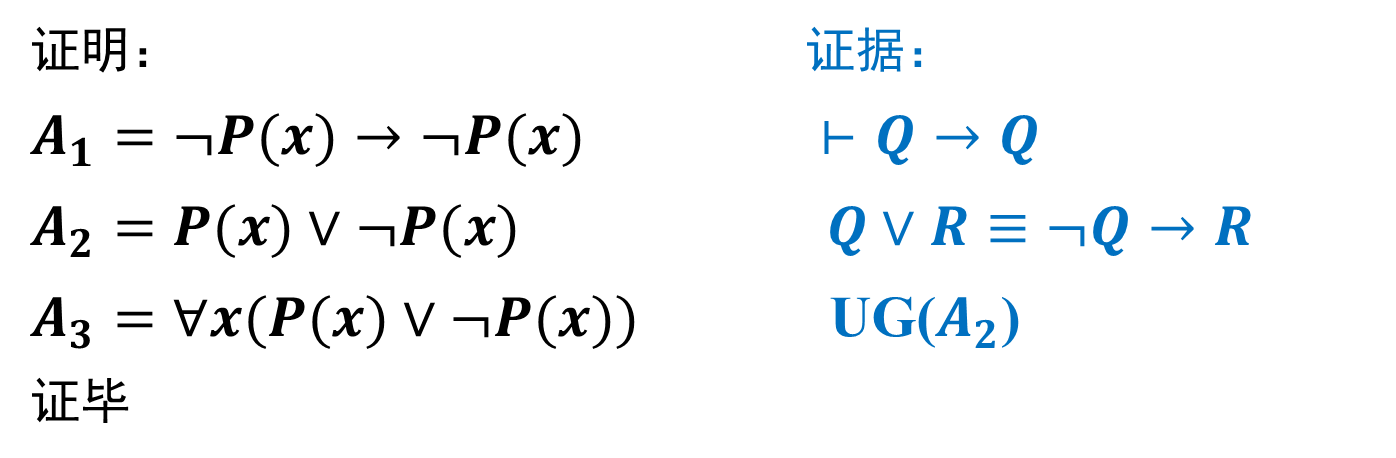 证明： 证据：
A₁ = ¬P(x) → ¬P(x) ⊢ Q → Q
A₂ = P(x) ∨ ¬P(x) Q ∨ R ≡ ¬Q → R
A₃ = ∀x(P(x) ∨ ¬P(x)) UG(A₂)
证毕